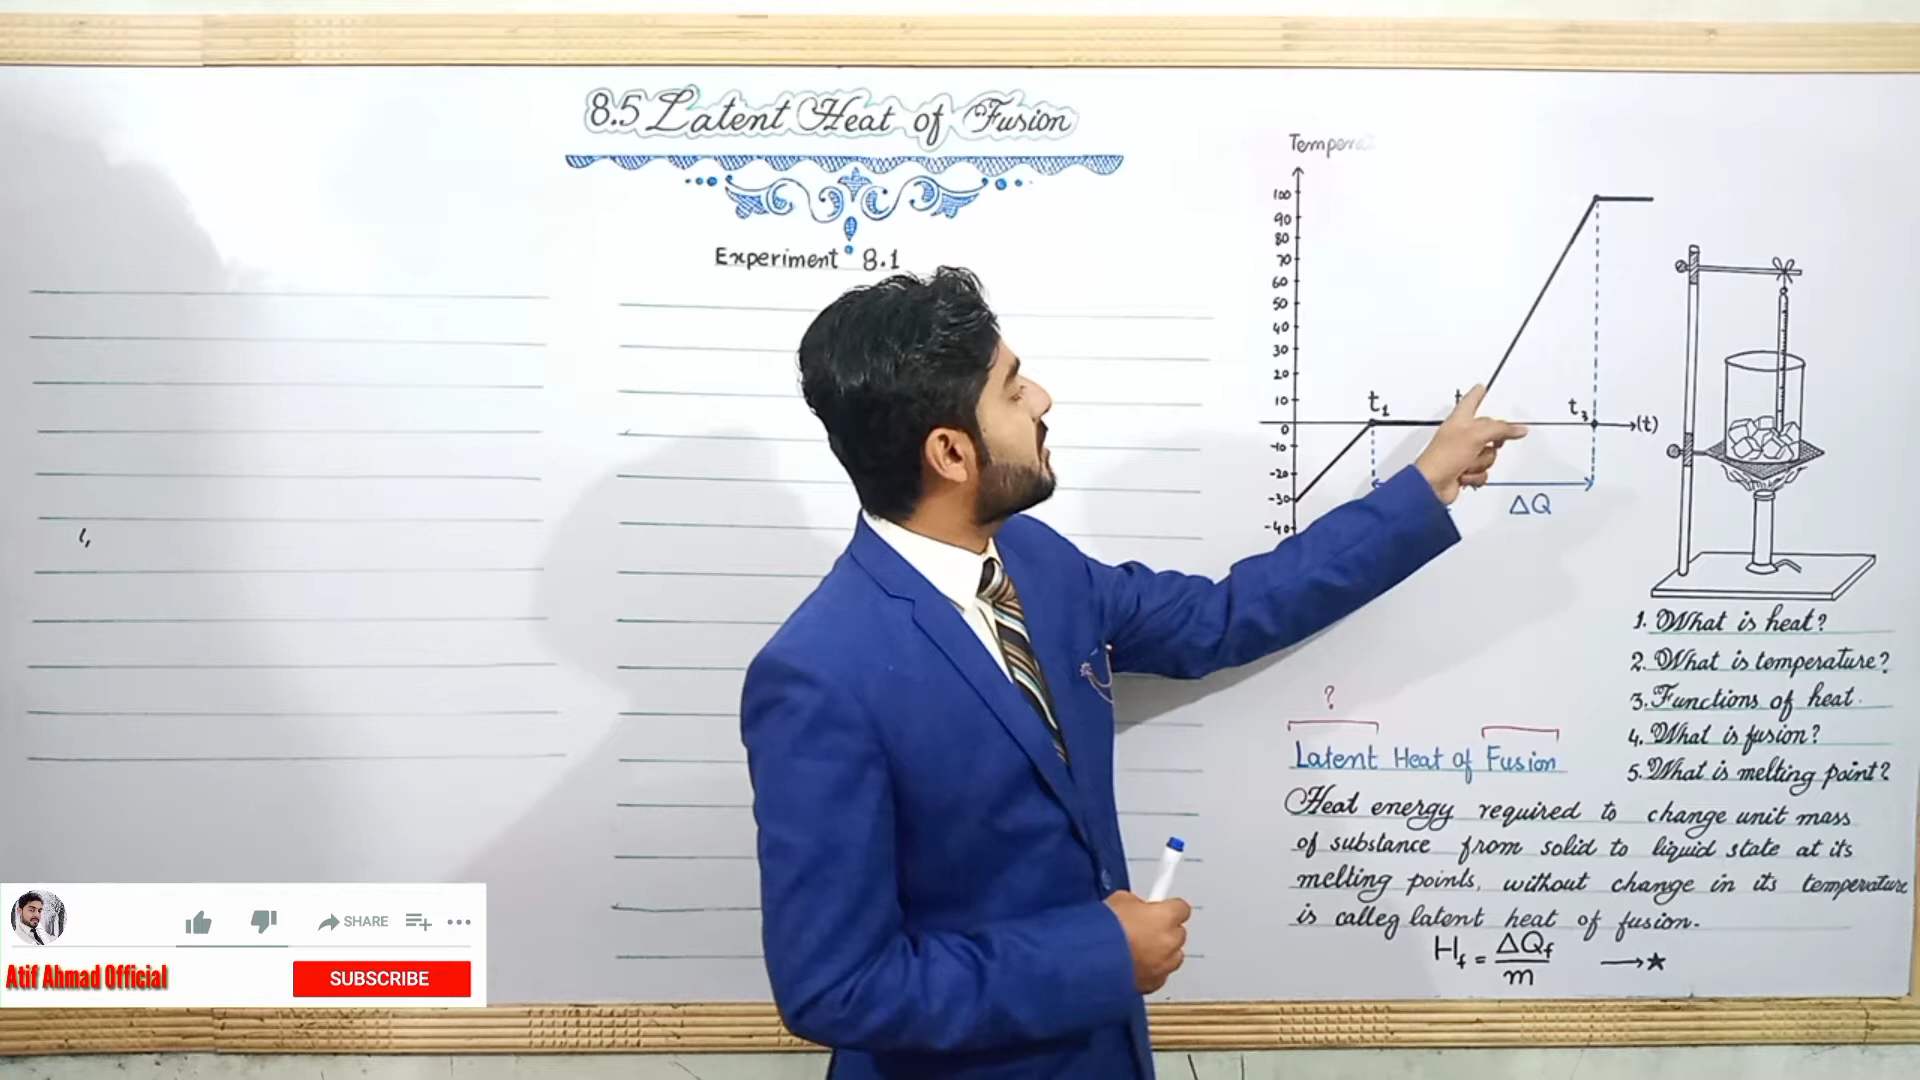 8.5 Latent Heat of Fusion
Experiment 8.1
100
90
80
70
60
50
40
30
20
10
0
-10
-20
-30
-40
t₁
t₃
(t)
ΔQ
1. What is heat?
2. What is temperature?
3. Functions of heat.
4. What is fusion?
5. What is melting point?
?
Latent Heat of Fusion
Heat energy required to change unit mass
of substance from solid to liquid state at its
melting points, without change in its temperature
is calleg latent heat of fusion.
H_f = ΔQ_f / m → ★
SHARE
Atif Ahmad Official
SUBSCRIBE